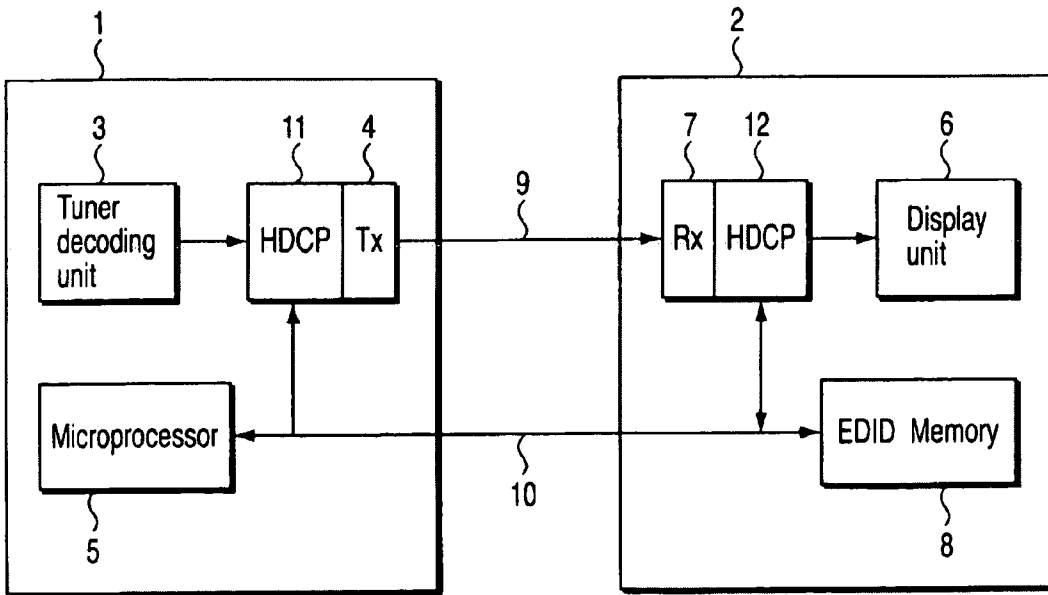 1
2
3
11
4
7
12
6
Tuner
decoding
unit
HDCP
Tx
9
Rx
HDCP
Display
unit
Microprocessor
EDID Memory
10
5
8